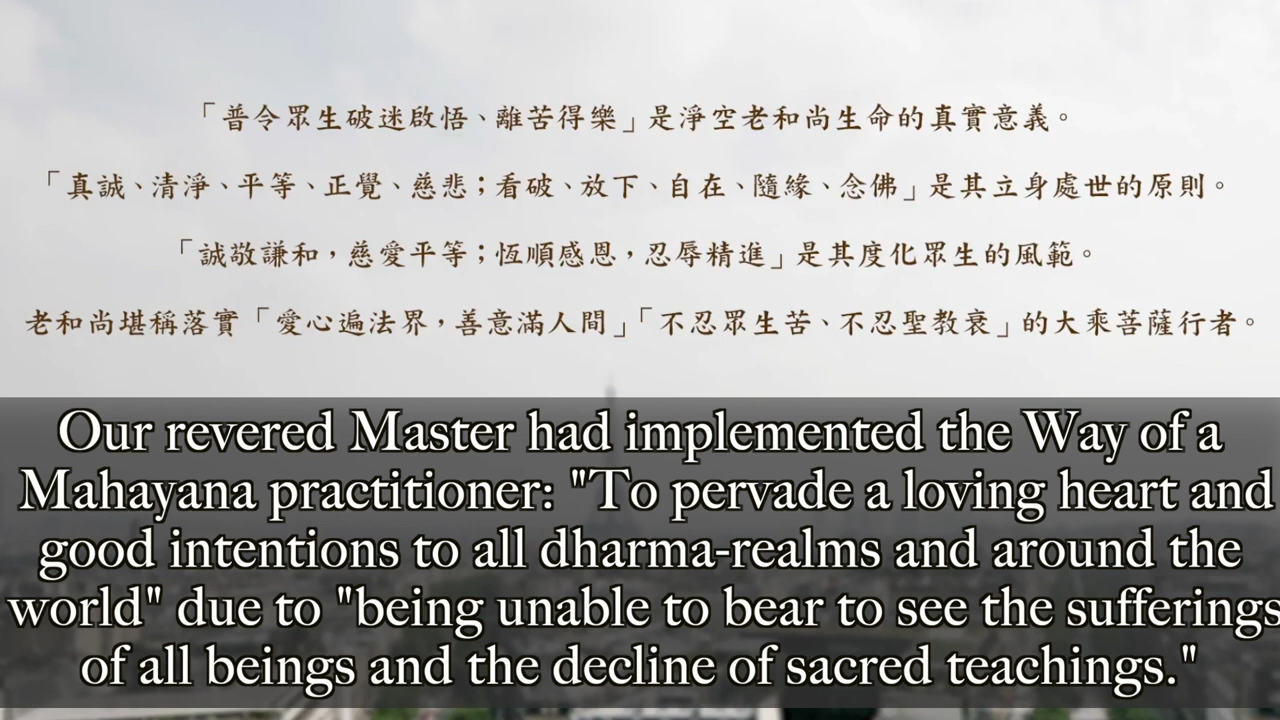 「普令眾生破迷啟悟、離苦得樂」是淨空老和尚生命的真實意義。
「真誠、清淨、平等、正覺、慈悲；看破、放下、自在、隨緣、念佛」是其立身處世的原則。
「誠敬謙和，慈愛平等；恆順感恩，忍辱精進」是其度化眾生的風範。
老和尚堪稱落實「愛心遍法界，善意滿人間」「不忍眾生苦、不忍聖教衰」的大乘菩薩行者。
Our revered Master had implemented the Way of a
Mahayana practitioner: "To pervade a loving heart and
good intentions to all dharma-realms and around the
world" due to "being unable to bear to see the sufferings
of all beings and the decline of sacred teachings."